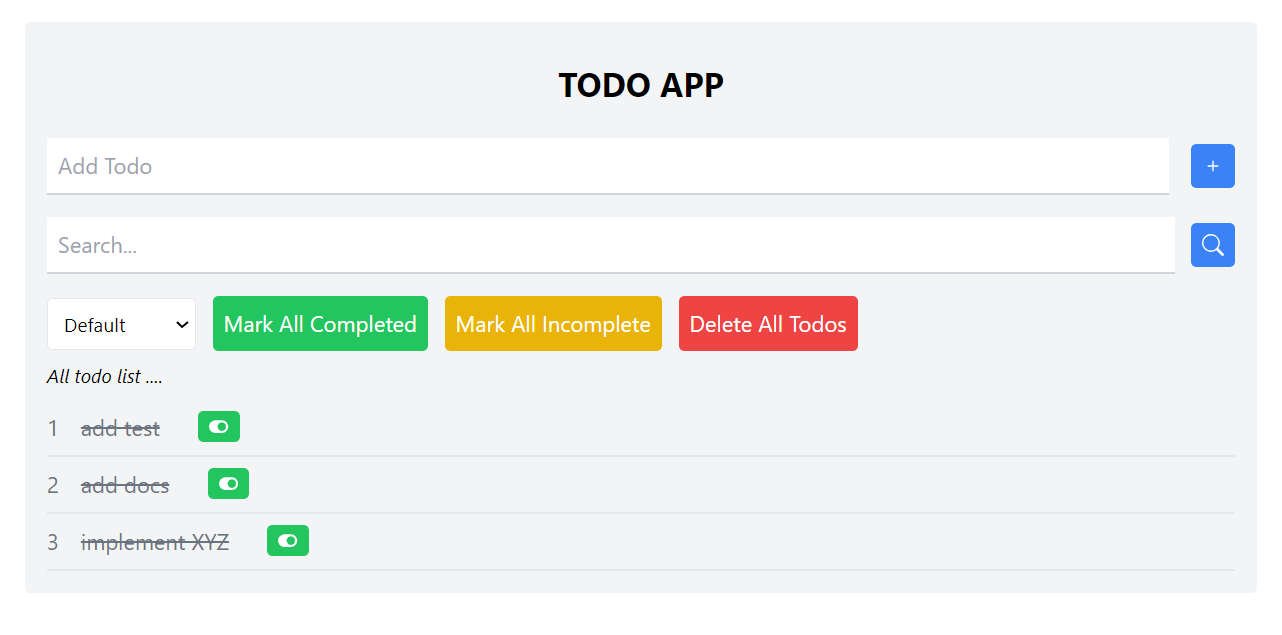 TODO APP
Add Todo
+
Search...
Default Mark All Completed Mark All Incomplete Delete All Todos
All todo list ....
1 add test
2 add docs
3 implement XYZ